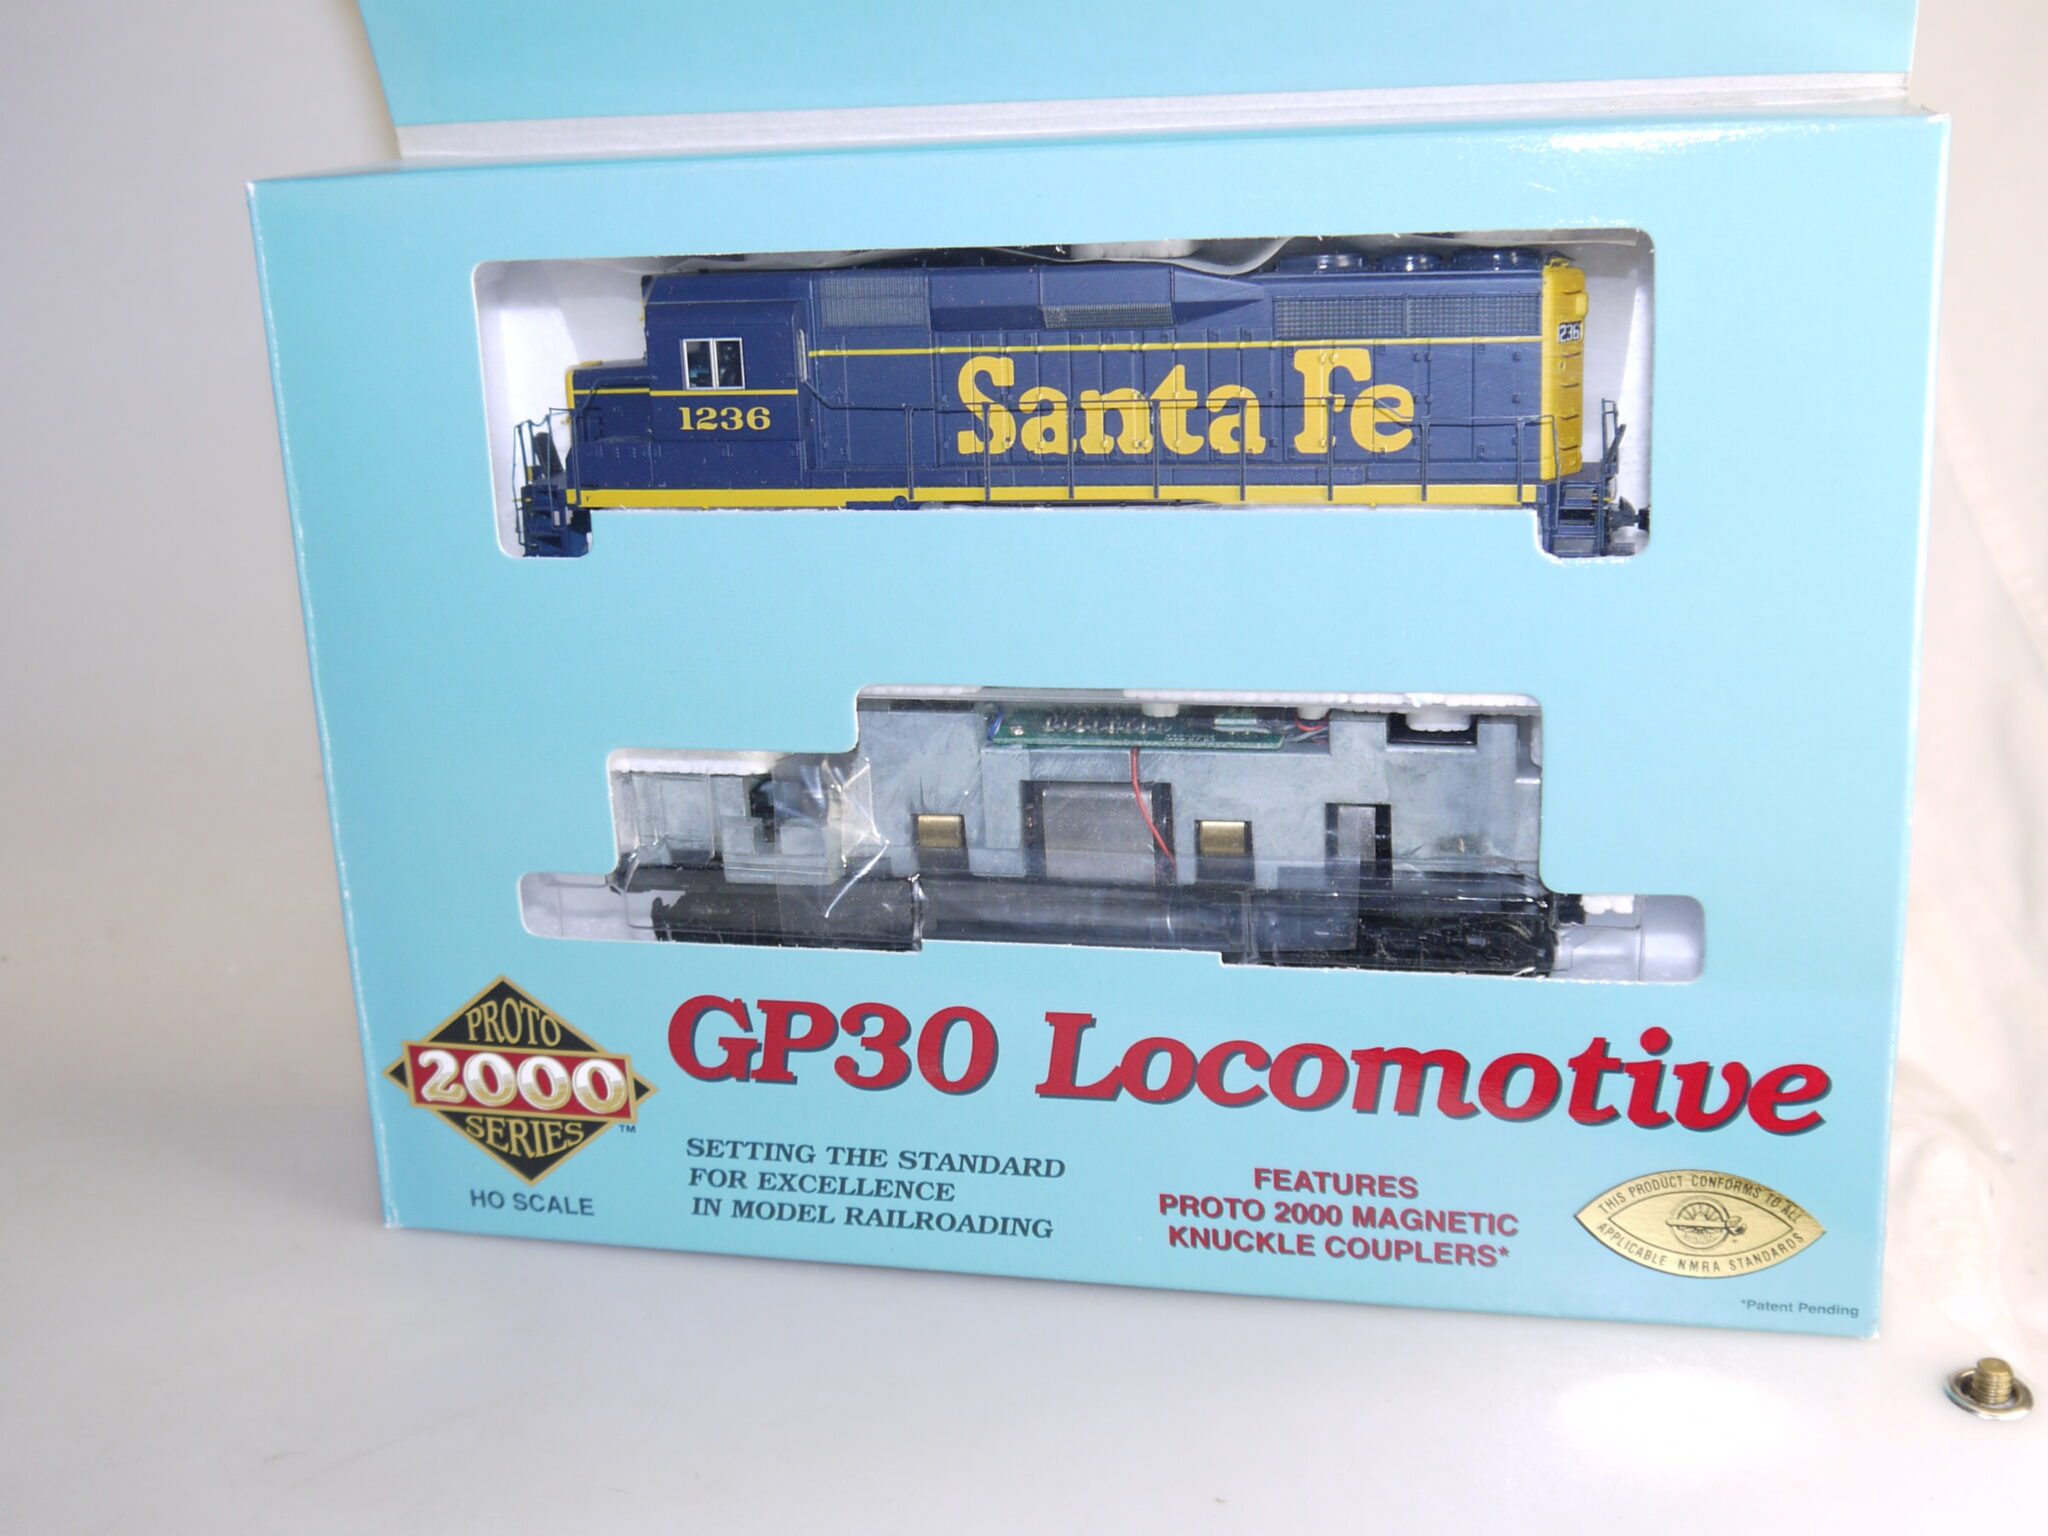 1236
Santa Fe
1236
PROTO
2000
SERIES
TM
HO SCALE
GP30 Locomotive
SETTING THE STANDARD
FOR EXCELLENCE
IN MODEL RAILROADING
FEATURES
PROTO 2000 MAGNETIC
KNUCKLE COUPLERS*
THIS PRODUCT CONFORMS TO ALL
APPLICABLE NMRA STANDARDS
*Patent Pending